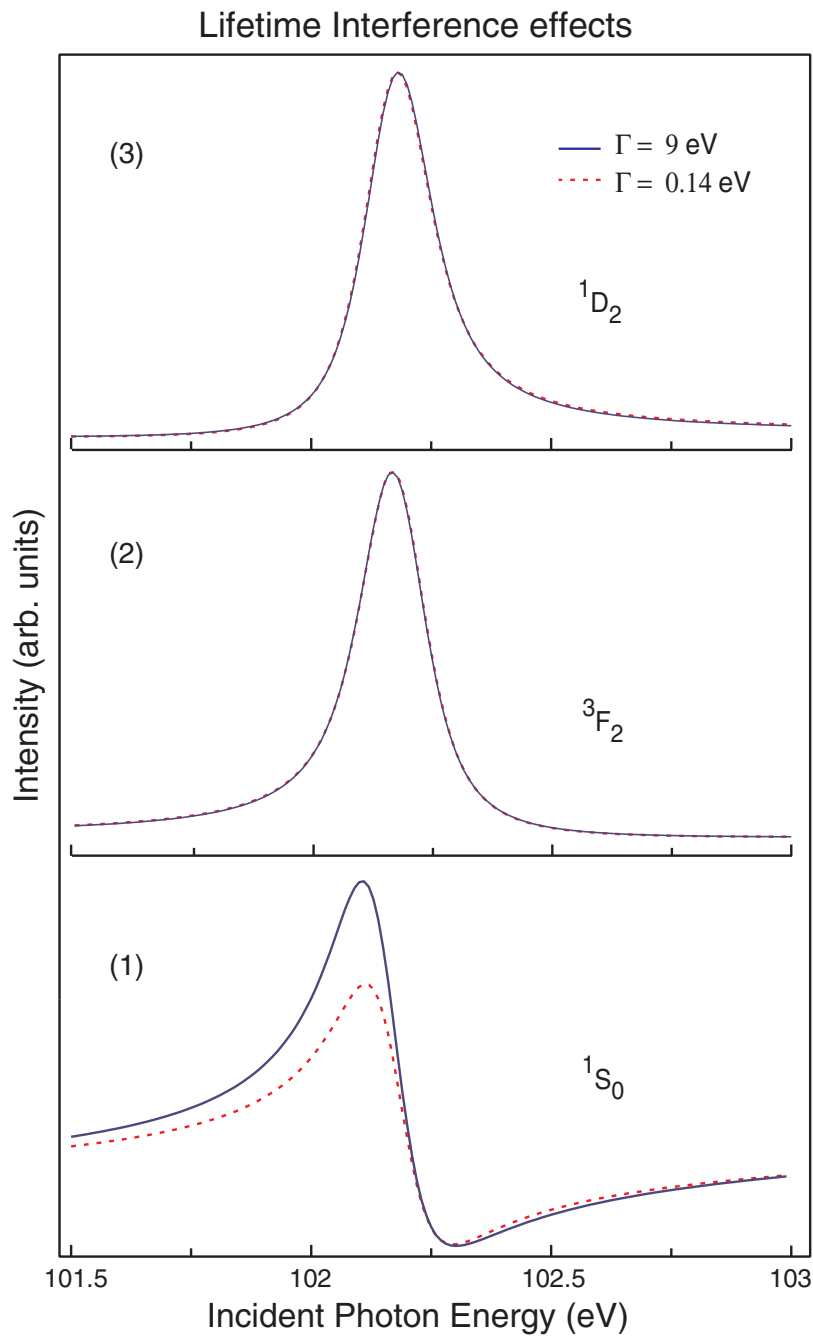 Lifetime Interference effects
(3)
Γ = 9 eV
Γ = 0.14 eV
¹D₂
(2)
³F₂
(1)
¹S₀
Intensity (arb. units)
101.5 102 102.5 103
Incident Photon Energy (eV)